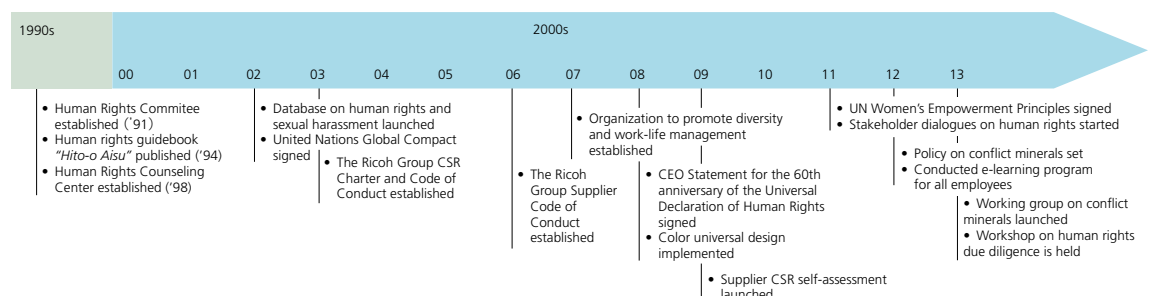 1990s
2000s
00 01 02 03 04 05 06 07 08 09 10 11 12 13
• Human Rights Commitee
established (’91)
• Human rights guidebook
“Hito-o Aisu” published (’94)
• Human Rights Counseling
Center established (’98)
• Database on human rights and
sexual harassment launched
• United Nations Global Compact
signed
• The Ricoh Group CSR
Charter and Code of
Conduct established
• The Ricoh
Group Supplier
Code of
Conduct
established
• Organization to promote diversity
and work-life management
established
• CEO Statement for the 60th
anniversary of the Universal
Declaration of Human Rights
signed
• Color universal design
implemented
• Supplier CSR self-assessment
launched
• UN Women’s Empowerment Principles signed
• Stakeholder dialogues on human rights started
• Policy on conflict minerals set
• Conducted e-learning program
for all employees
• Working group on conflict
minerals launched
• Workshop on human rights
due diligence is held